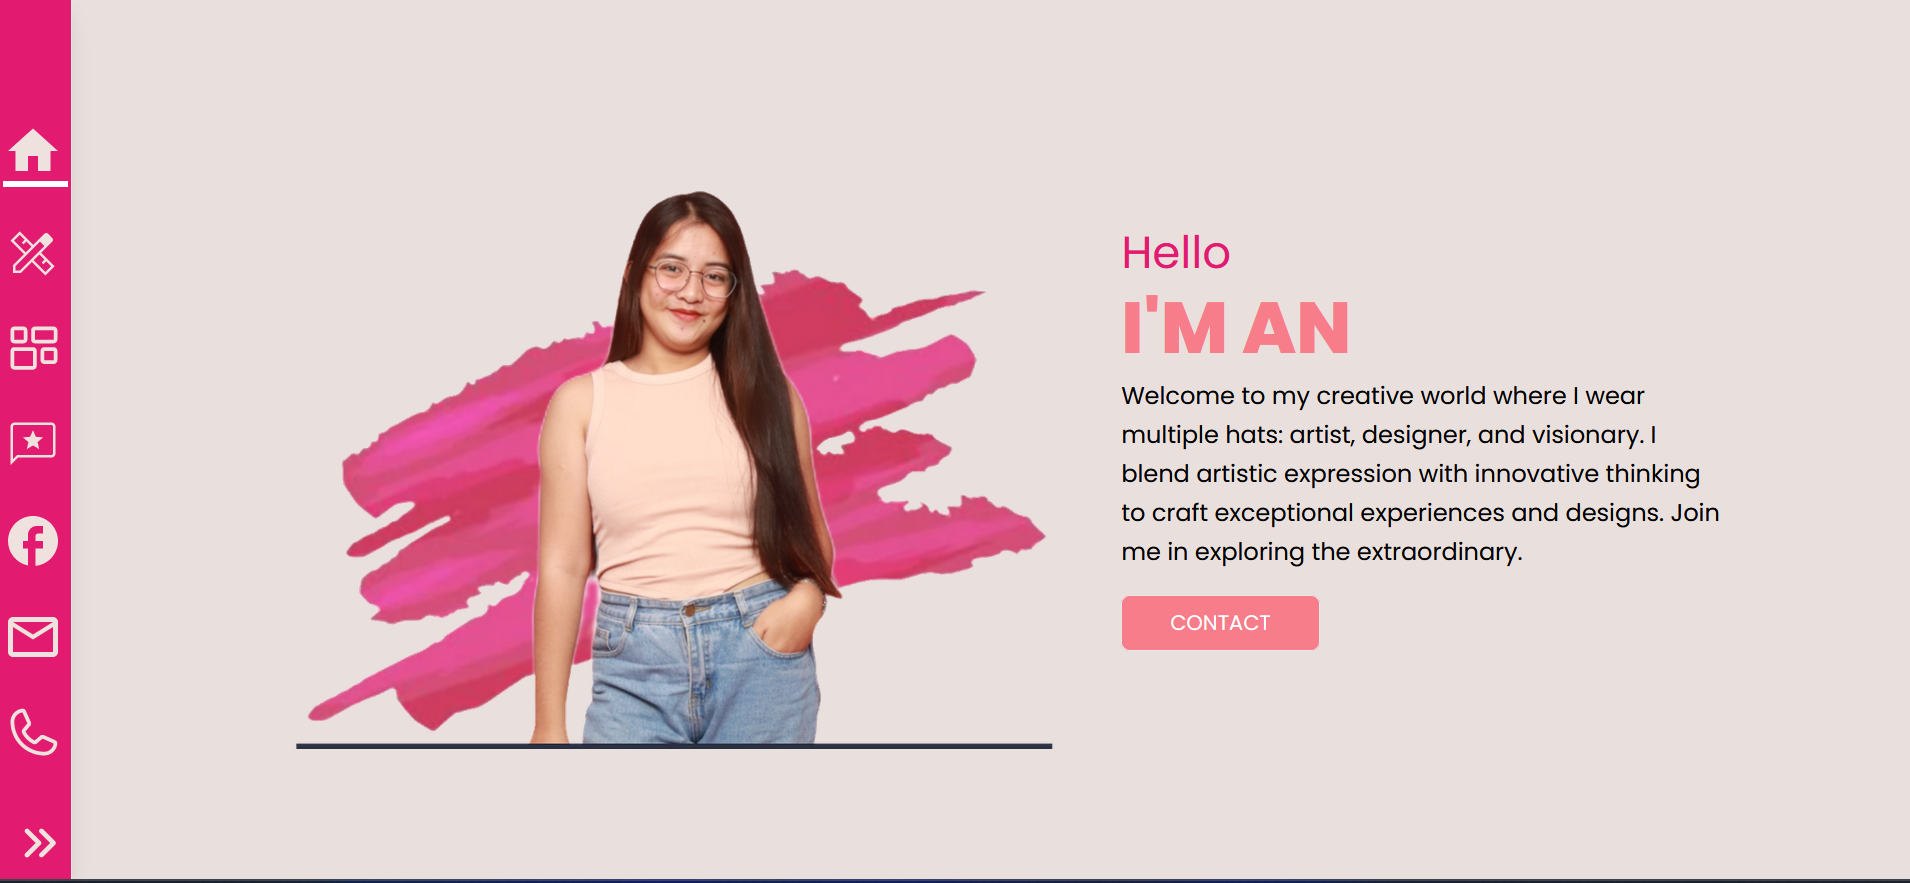 Hello
I'M AN
Welcome to my creative world where I wear
multiple hats: artist, designer, and visionary. I
blend artistic expression with innovative thinking
to craft exceptional experiences and designs. Join
me in exploring the extraordinary.
CONTACT